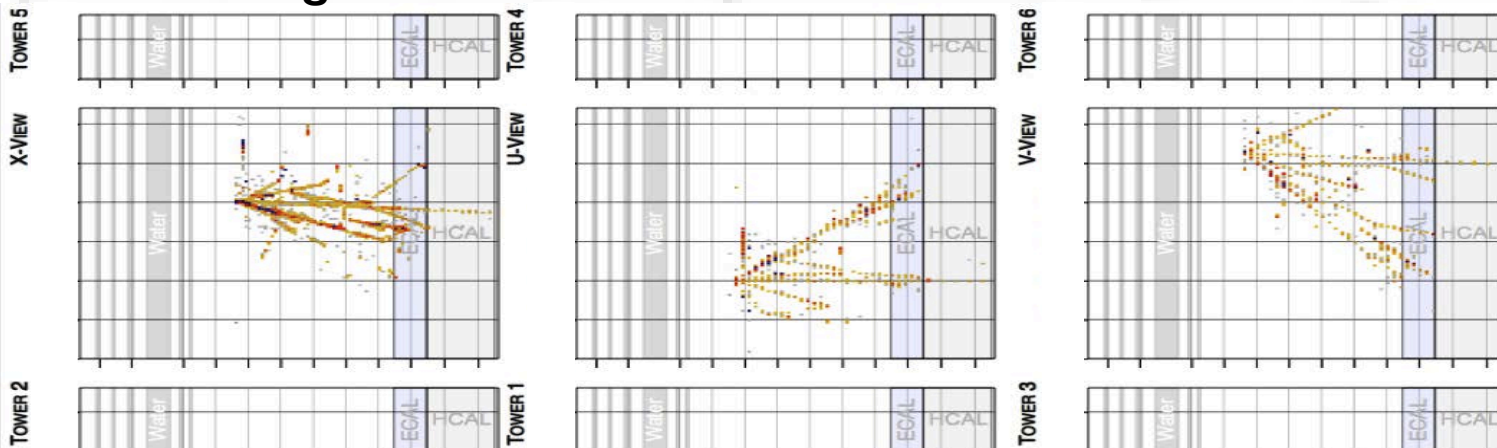 TOWER 5
Water
ECAL
HCAL
TOWER 4
Water
ECAL
HCAL
TOWER 6
Water
ECAL
HCAL
X-VIEW
Water
ECAL
HCAL
U-VIEW
Water
ECAL
HCAL
V-VIEW
Water
ECAL
HCAL
TOWER 2
Water
ECAL
HCAL
TOWER 1
Water
ECAL
HCAL
TOWER 3
Water
ECAL
HCAL